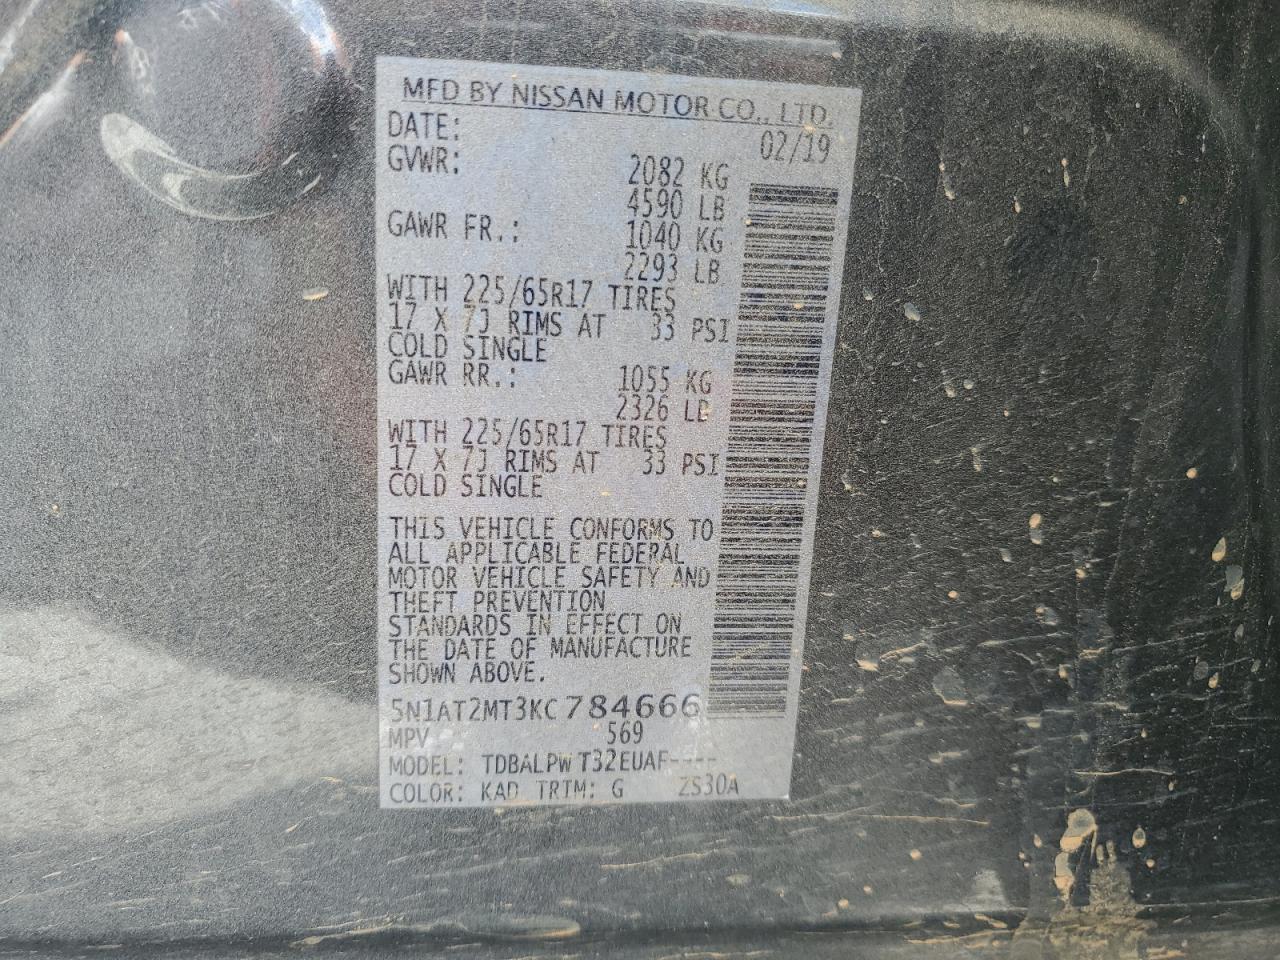 MFD BY NISSAN MOTOR CO., LTD.
DATE: 02/19
GVWR: 2082 KG
4590 LB
GAWR FR.: 1040 KG
2293 LB
WITH 225/65R17 TIRES
17 X 7J RIMS AT 33 PSI
COLD SINGLE
GAWR RR.: 1055 KG
2326 LB
WITH 225/65R17 TIRES
17 X 7J RIMS AT 33 PSI
COLD SINGLE
THIS VEHICLE CONFORMS TO
ALL APPLICABLE FEDERAL
MOTOR VEHICLE SAFETY AND
THEFT PREVENTION
STANDARDS IN EFFECT ON
THE DATE OF MANUFACTURE
SHOWN ABOVE.
5N1AT2MT3KC784666
MPV 569
MODEL: TDBALPW T32EUAF----
COLOR: KAD TRIM: G ZS30A